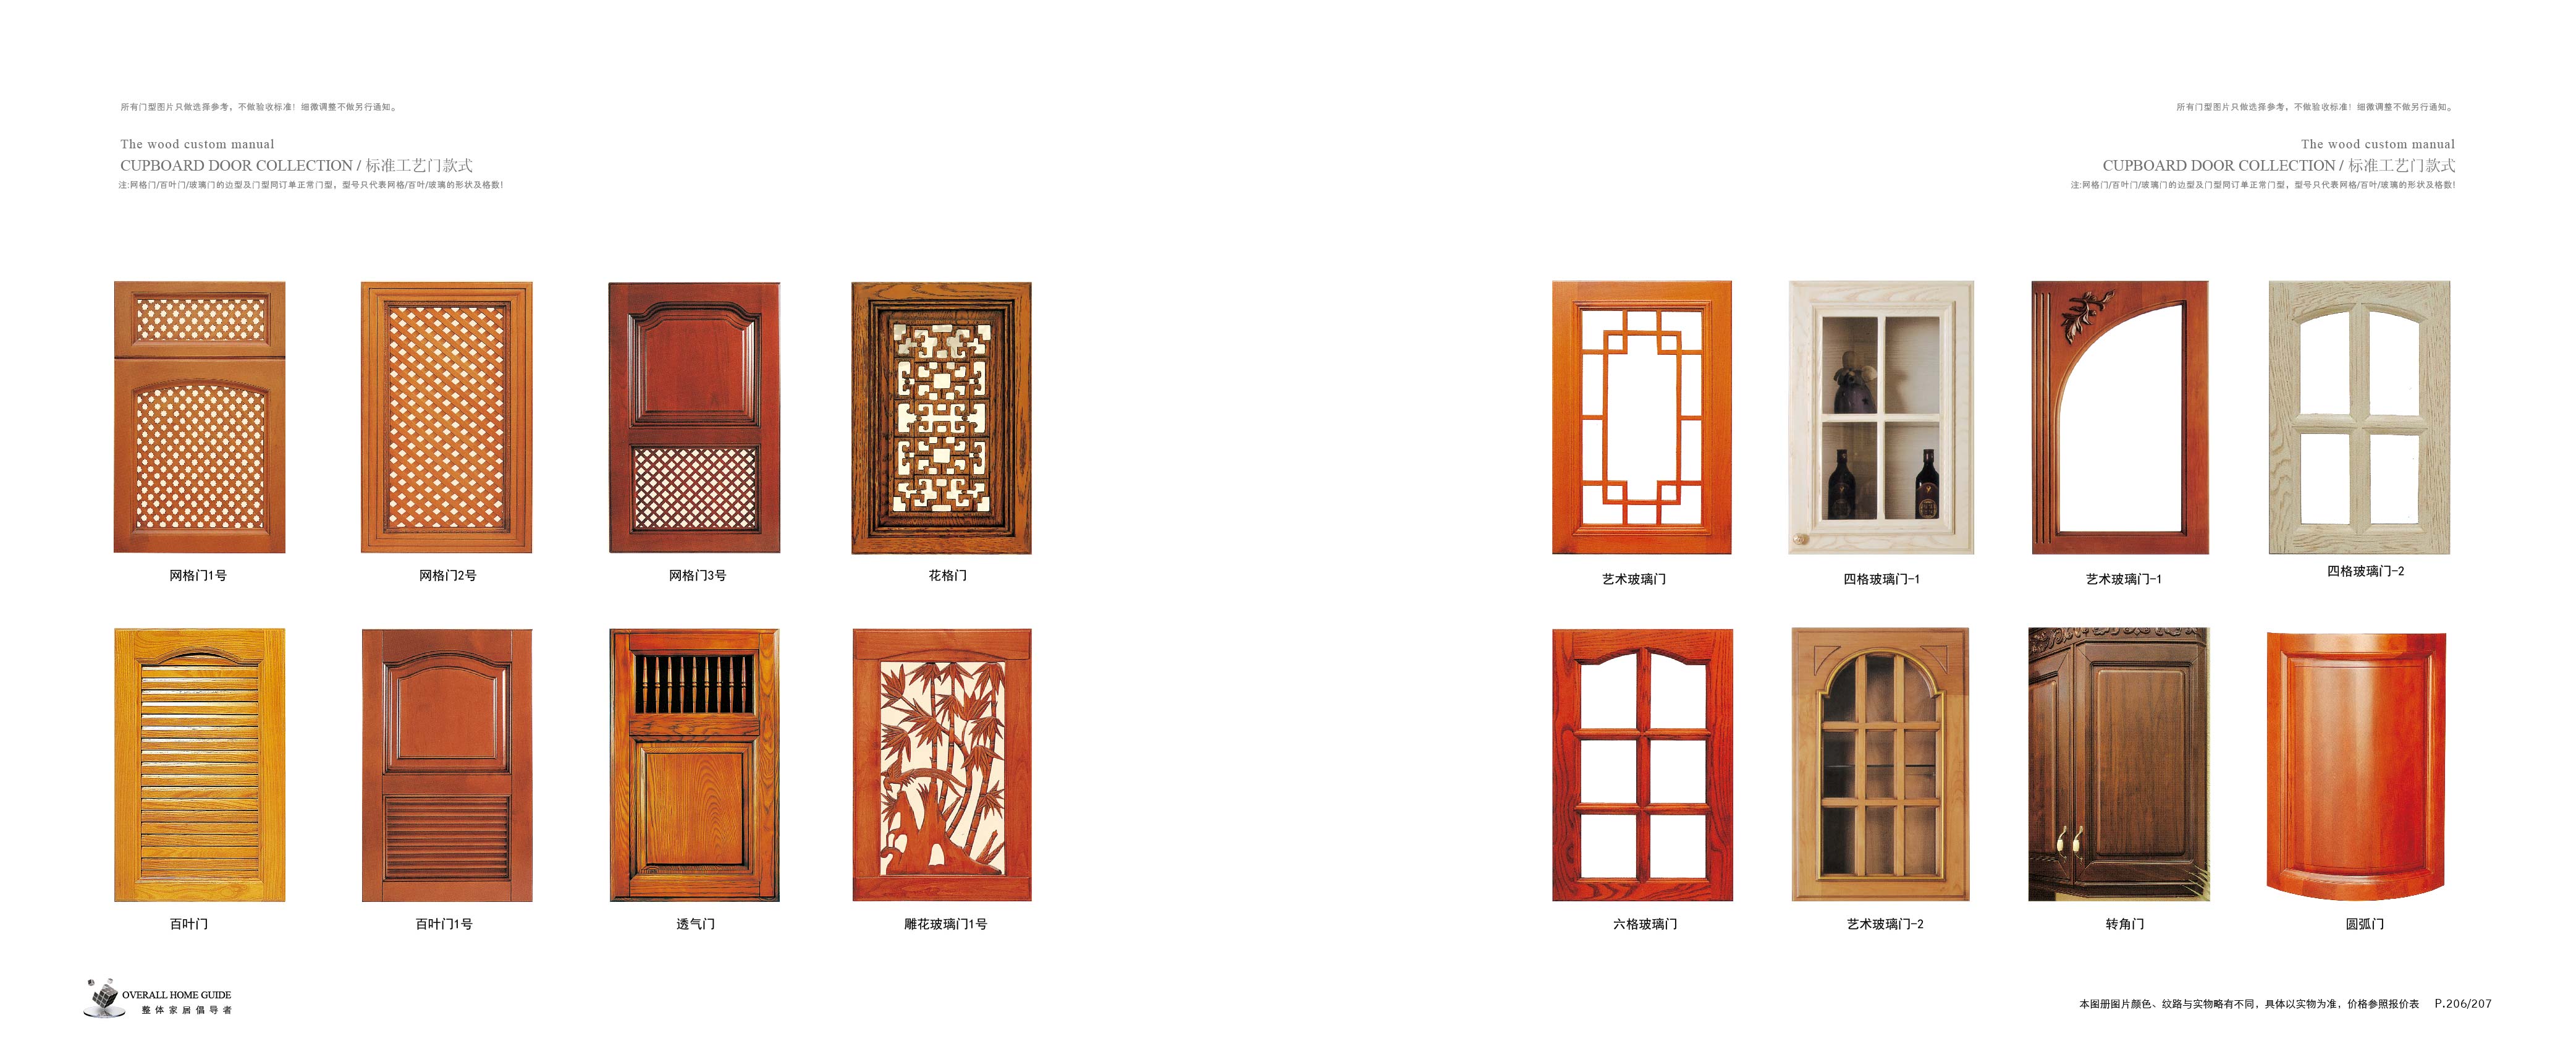 所有门型图片只做选择参考，不做验收标准！细微调整不做另行通知。
The wood custom manual
CUPBOARD DOOR COLLECTION / 标准工艺门款式
注:网格门/百叶门/玻璃门的边型及门型同订单正常门型，型号只代表网格/百叶/玻璃的形状及格数!
网格门1号
网格门2号
网格门3号
花格门
百叶门
百叶门1号
透气门
雕花玻璃门1号
OVERALL HOME GUIDE
整体家居倡导者
所有门型图片只做选择参考，不做验收标准！细微调整不做另行通知。
The wood custom manual
CUPBOARD DOOR COLLECTION / 标准工艺门款式
注:网格门/百叶门/玻璃门的边型及门型同订单正常门型，型号只代表网格/百叶/玻璃的形状及格数!
艺术玻璃门
四格玻璃门-1
艺术玻璃门-1
四格玻璃门-2
六格玻璃门
艺术玻璃门-2
转角门
圆弧门
本图册图片颜色、纹路与实物略有不同，具体以实物为准，价格参照报价表 P.206/207